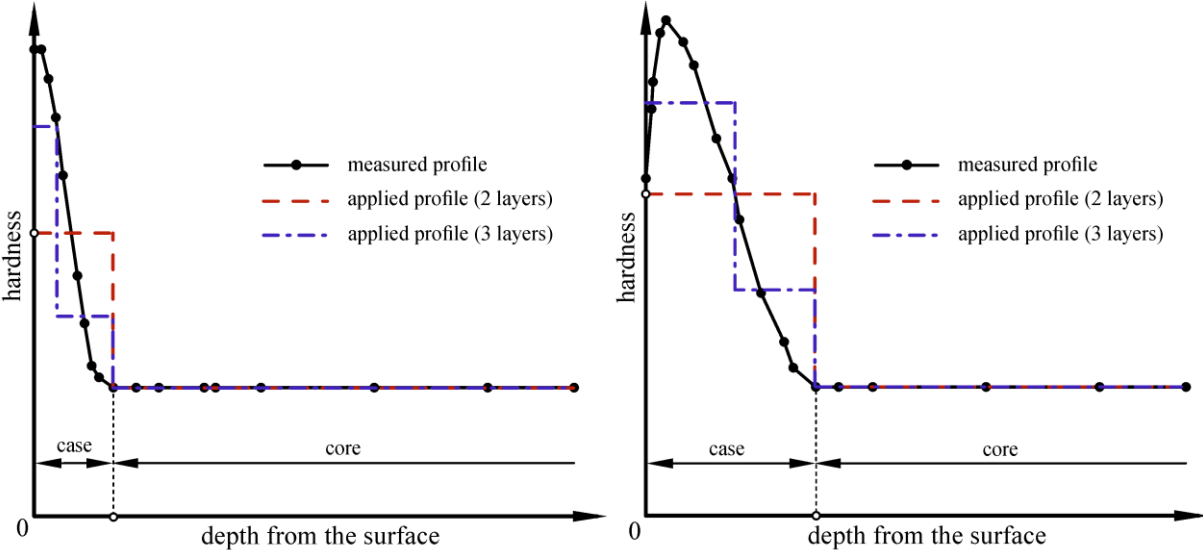 measured profile
applied profile (2 layers)
applied profile (3 layers)
hardness
case
core
0
depth from the surface
measured profile
applied profile (2 layers)
applied profile (3 layers)
hardness
case
core
0
depth from the surface